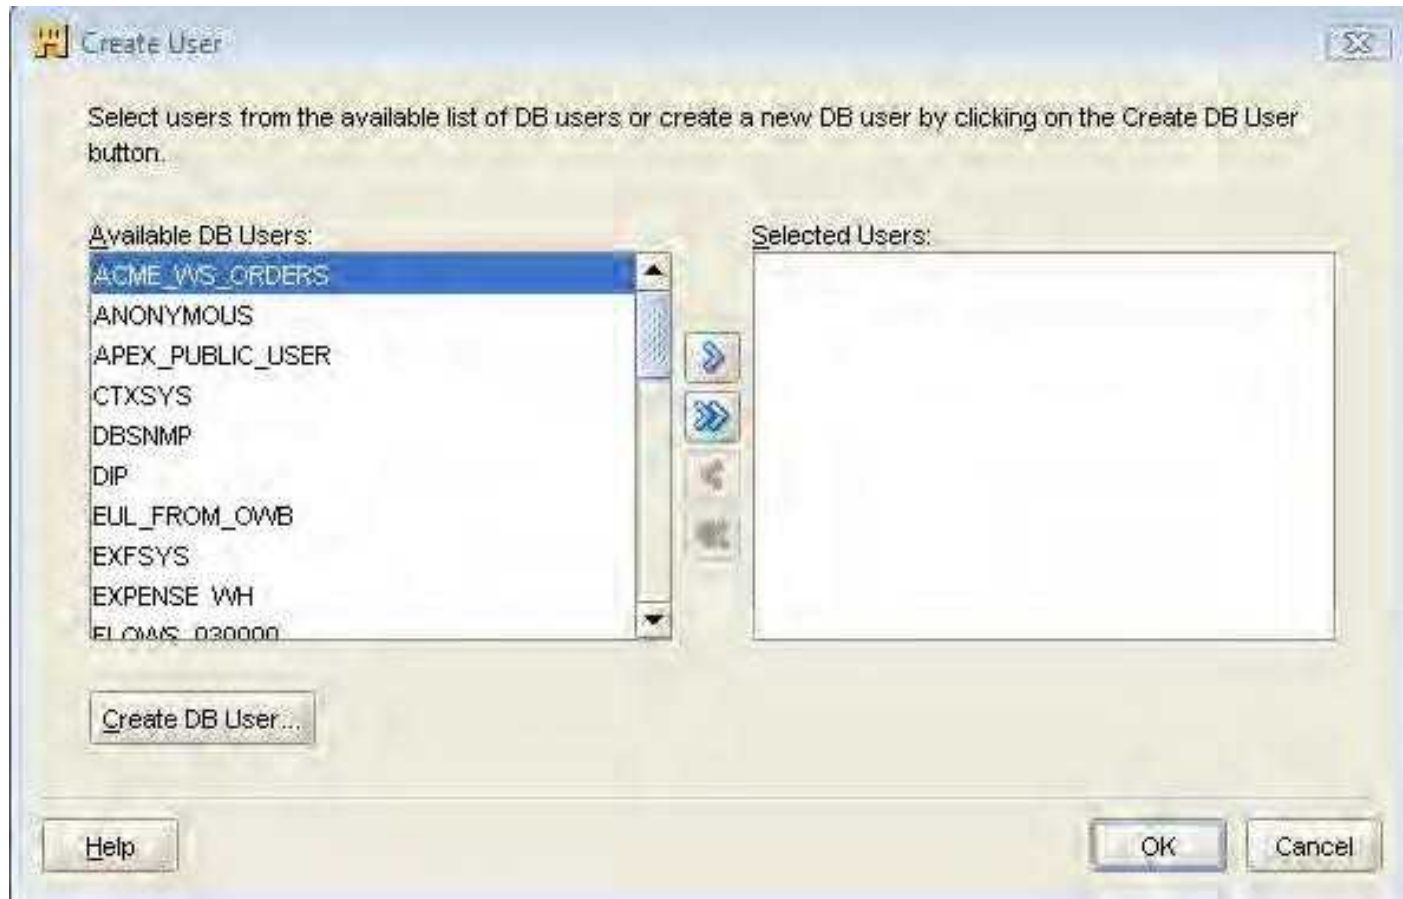 Create User
Select users from the available list of DB users or create a new DB user by clicking on the Create DB User
button.
Available DB Users:
Selected Users:
ACME_WS_ORDERS
ANONYMOUS
APEX_PUBLIC_USER
CTXSYS
DBSNMP
DIP
EUL_FROM_OWB
EXFSYS
EXPENSE_WH
FLOWS_030000
Create DB User...
Help
OK
Cancel